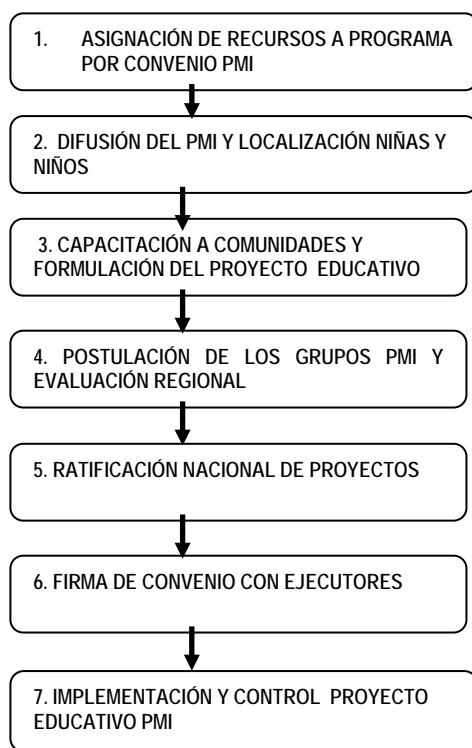 1. ASIGNACIÓN DE RECURSOS A PROGRAMA
POR CONVENIO PMI
2. DIFUSIÓN DEL PMI Y LOCALIZACIÓN NIÑAS Y
NIÑOS
3. CAPACITACIÓN A COMUNIDADES Y
FORMULACIÓN DEL PROYECTO EDUCATIVO
4. POSTULACIÓN DE LOS GRUPOS PMI Y
EVALUACIÓN REGIONAL
5. RATIFICACIÓN NACIONAL DE PROYECTOS
6. FIRMA DE CONVENIO CON EJECUTORES
7. IMPLEMENTACIÓN Y CONTROL PROYECTO
EDUCATIVO PMI